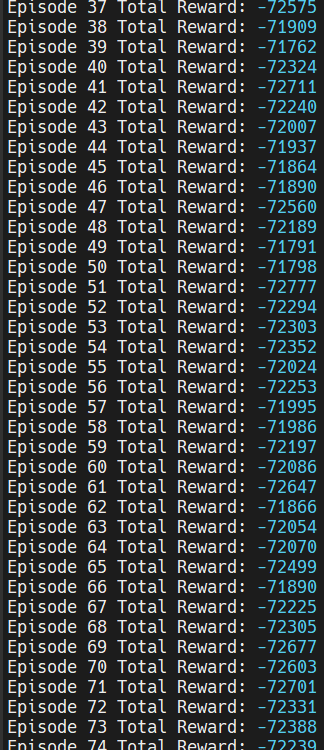 Episode 37 Total Reward: -72575
Episode 38 Total Reward: -71909
Episode 39 Total Reward: -71762
Episode 40 Total Reward: -72324
Episode 41 Total Reward: -72711
Episode 42 Total Reward: -72240
Episode 43 Total Reward: -72007
Episode 44 Total Reward: -71937
Episode 45 Total Reward: -71864
Episode 46 Total Reward: -71890
Episode 47 Total Reward: -72560
Episode 48 Total Reward: -72189
Episode 49 Total Reward: -71791
Episode 50 Total Reward: -71798
Episode 51 Total Reward: -72777
Episode 52 Total Reward: -72294
Episode 53 Total Reward: -72303
Episode 54 Total Reward: -72352
Episode 55 Total Reward: -72024
Episode 56 Total Reward: -72253
Episode 57 Total Reward: -71995
Episode 58 Total Reward: -71986
Episode 59 Total Reward: -72197
Episode 60 Total Reward: -72086
Episode 61 Total Reward: -72647
Episode 62 Total Reward: -71866
Episode 63 Total Reward: -72054
Episode 64 Total Reward: -72070
Episode 65 Total Reward: -72499
Episode 66 Total Reward: -71890
Episode 67 Total Reward: -72225
Episode 68 Total Reward: -72305
Episode 69 Total Reward: -72677
Episode 70 Total Reward: -72603
Episode 71 Total Reward: -72701
Episode 72 Total Reward: -72331
Episode 73 Total Reward: -72388
Episode 74 Total Reward: -72239